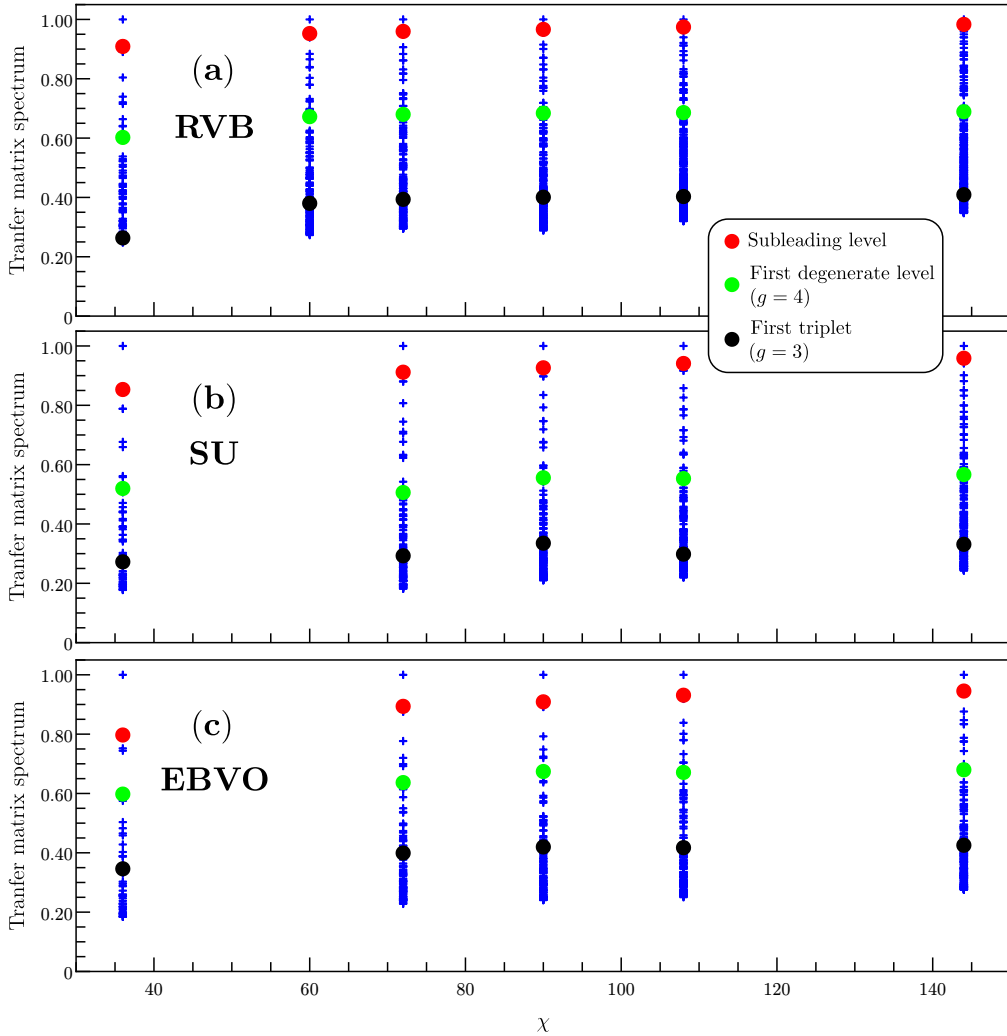 1.00
0.80
0.60
0.40
0.20
0
Tranfer matrix spectrum
(a)
RVB
Subleading level
First degenerate level
(g = 4)
First triplet
(g = 3)
1.00
0.80
0.60
0.40
0.20
0
Tranfer matrix spectrum
(b)
SU
1.00
0.80
0.60
0.40
0.20
0
Tranfer matrix spectrum
(c)
EBVO
40
60
80
100
120
140
χ